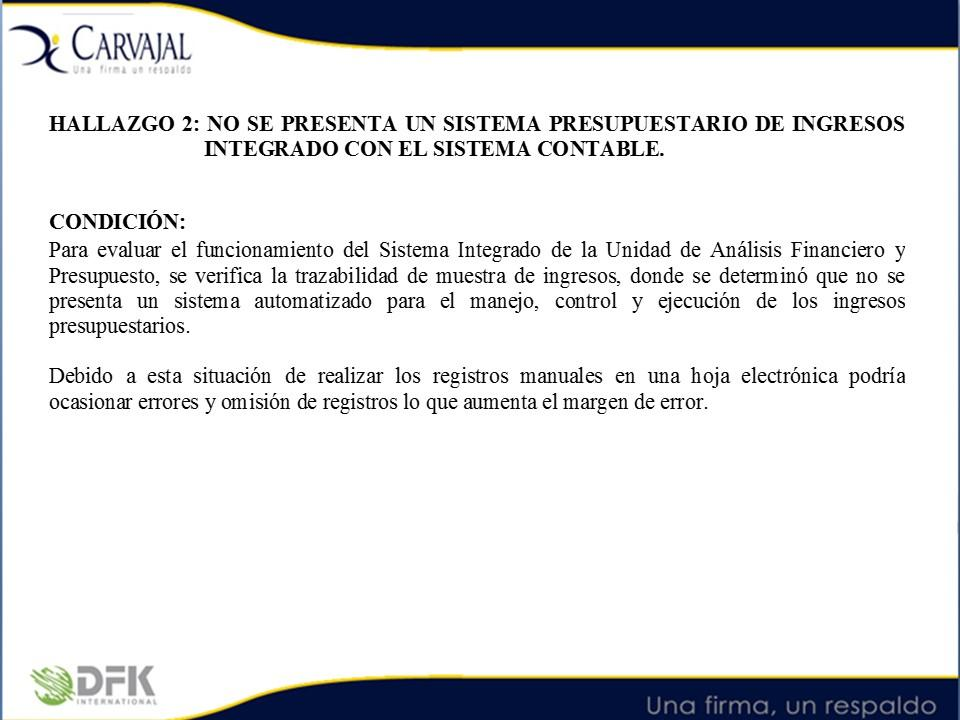 CARVAJAL
Una firma un respaldo
HALLAZGO 2: NO SE PRESENTA UN SISTEMA PRESUPUESTARIO DE INGRESOS
INTEGRADO CON EL SISTEMA CONTABLE.
CONDICIÓN:
Para evaluar el funcionamiento del Sistema Integrado de la Unidad de Análisis Financiero y
Presupuesto, se verifica la trazabilidad de muestra de ingresos, donde se determinó que no se
presenta un sistema automatizado para el manejo, control y ejecución de los ingresos
presupuestarios.
Debido a esta situación de realizar los registros manuales en una hoja electrónica podría
ocasionar errores y omisión de registros lo que aumenta el margen de error.
DFK
INTERNATIONAL
Una firma, un respaldo